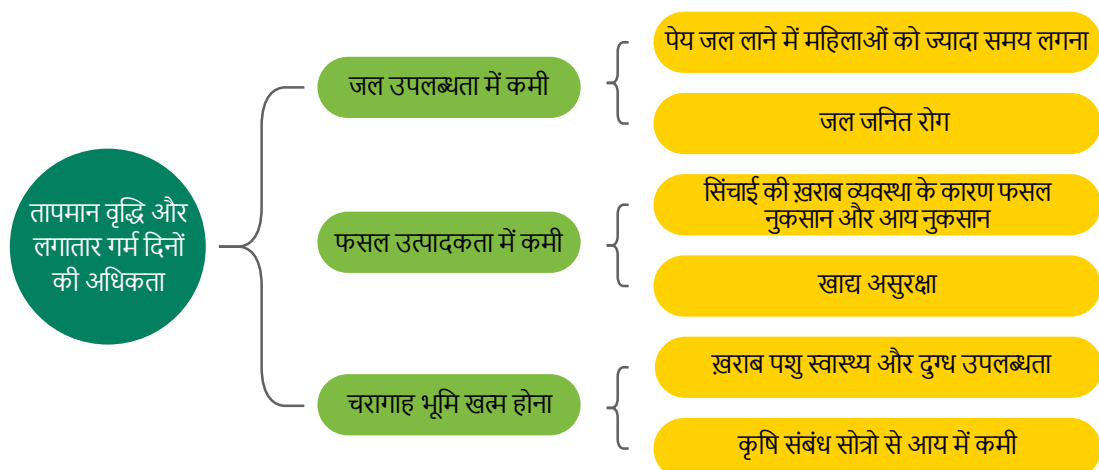 तापमान वृद्धि और
लगातार गर्म दिनों
की अधिकता
जल उपलब्धता में कमी
पेय जल लाने में महिलाओं को ज्यादा समय लगना
जल जनित रोग
फसल उत्पादकता में कमी
सिंचाई की ख़राब व्यवस्था के कारण फसल
नुकसान और आय नुकसान
खाद्य असुरक्षा
चरागाह भूमि खत्म होना
ख़राब पशु स्वास्थ्य और दुग्ध उपलब्धता
कृषि संबंध सोत्रो से आय में कमी